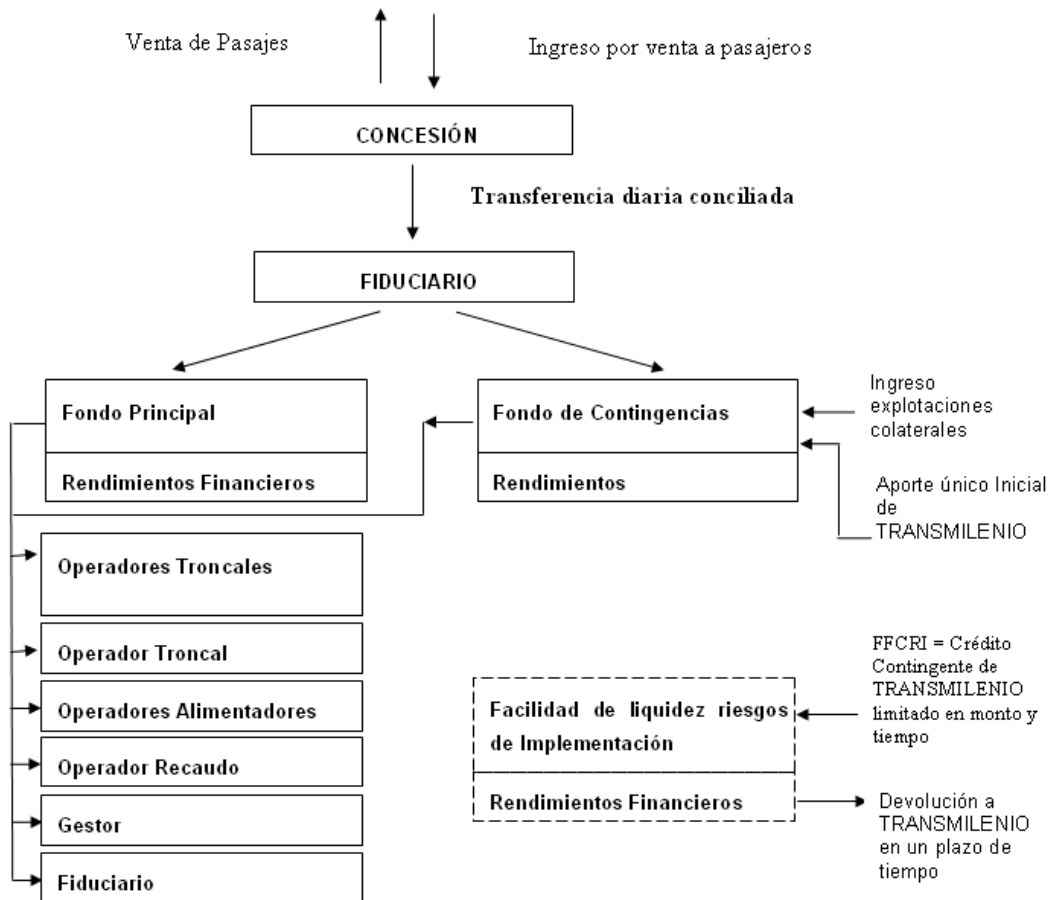 Venta de Pasajes
Ingreso por venta a pasajeros
CONCESIÓN
Transferencia diaria conciliada
FIDUCIARIO
Fondo Principal
Rendimientos Financieros
Fondo de Contingencias
Rendimientos
Ingreso
explotaciones
colaterales
Aporte único Inicial
de
TRANSMILENIO
Operadores Troncales
Operador Troncal
Operadores Alimentadores
Operador Recaudo
Gestor
Fiduciario
Facilidad de liquidez riesgos
de Implementación
Rendimientos Financieros
FFCRI = Crédito
Contingente de
TRANSMILENIO
limitado en monto y
tiempo
Devolución a
TRANSMILENIO
en un plazo de
tiempo